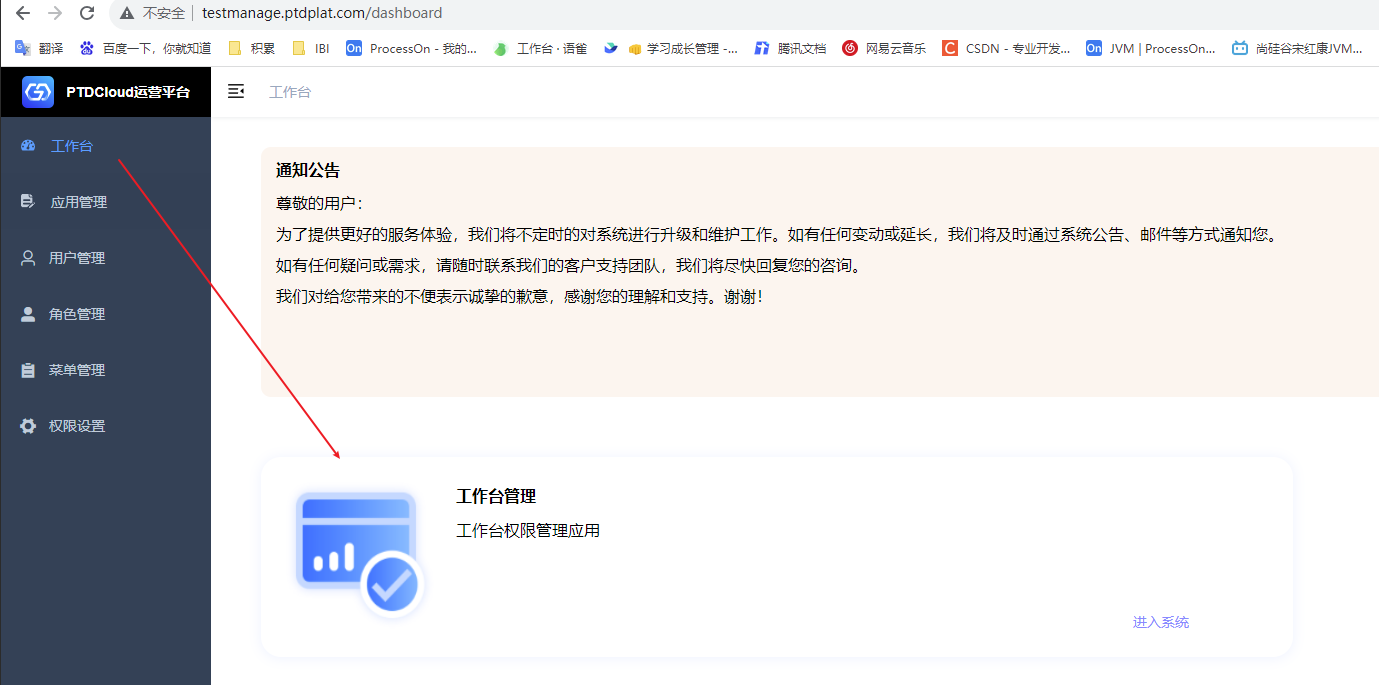 不安全 testmanage.ptdplat.com/dashboard
翻译 百度一下，你就知道 积累 IBI ProcessOn - 我的... 工作台 · 语雀 学习成长管理 -... 腾讯文档 网易云音乐 CSDN - 专业开发... JVM | ProcessOn... 尚硅谷宋红康JVM...
PTDCloud运营平台
工作台
工作台
应用管理
用户管理
角色管理
菜单管理
权限设置
通知公告
尊敬的用户：
为了提供更好的服务体验，我们将不定时的对系统进行升级和维护工作。如有任何变动或延长，我们将及时通过系统公告、邮件等方式通知您。
如有任何疑问或需求，请随时联系我们的客户支持团队，我们将尽快回复您的咨询。
我们对给您带来的不便表示诚挚的歉意，感谢您的理解和支持。谢谢！
工作台管理
工作台权限管理应用
进入系统